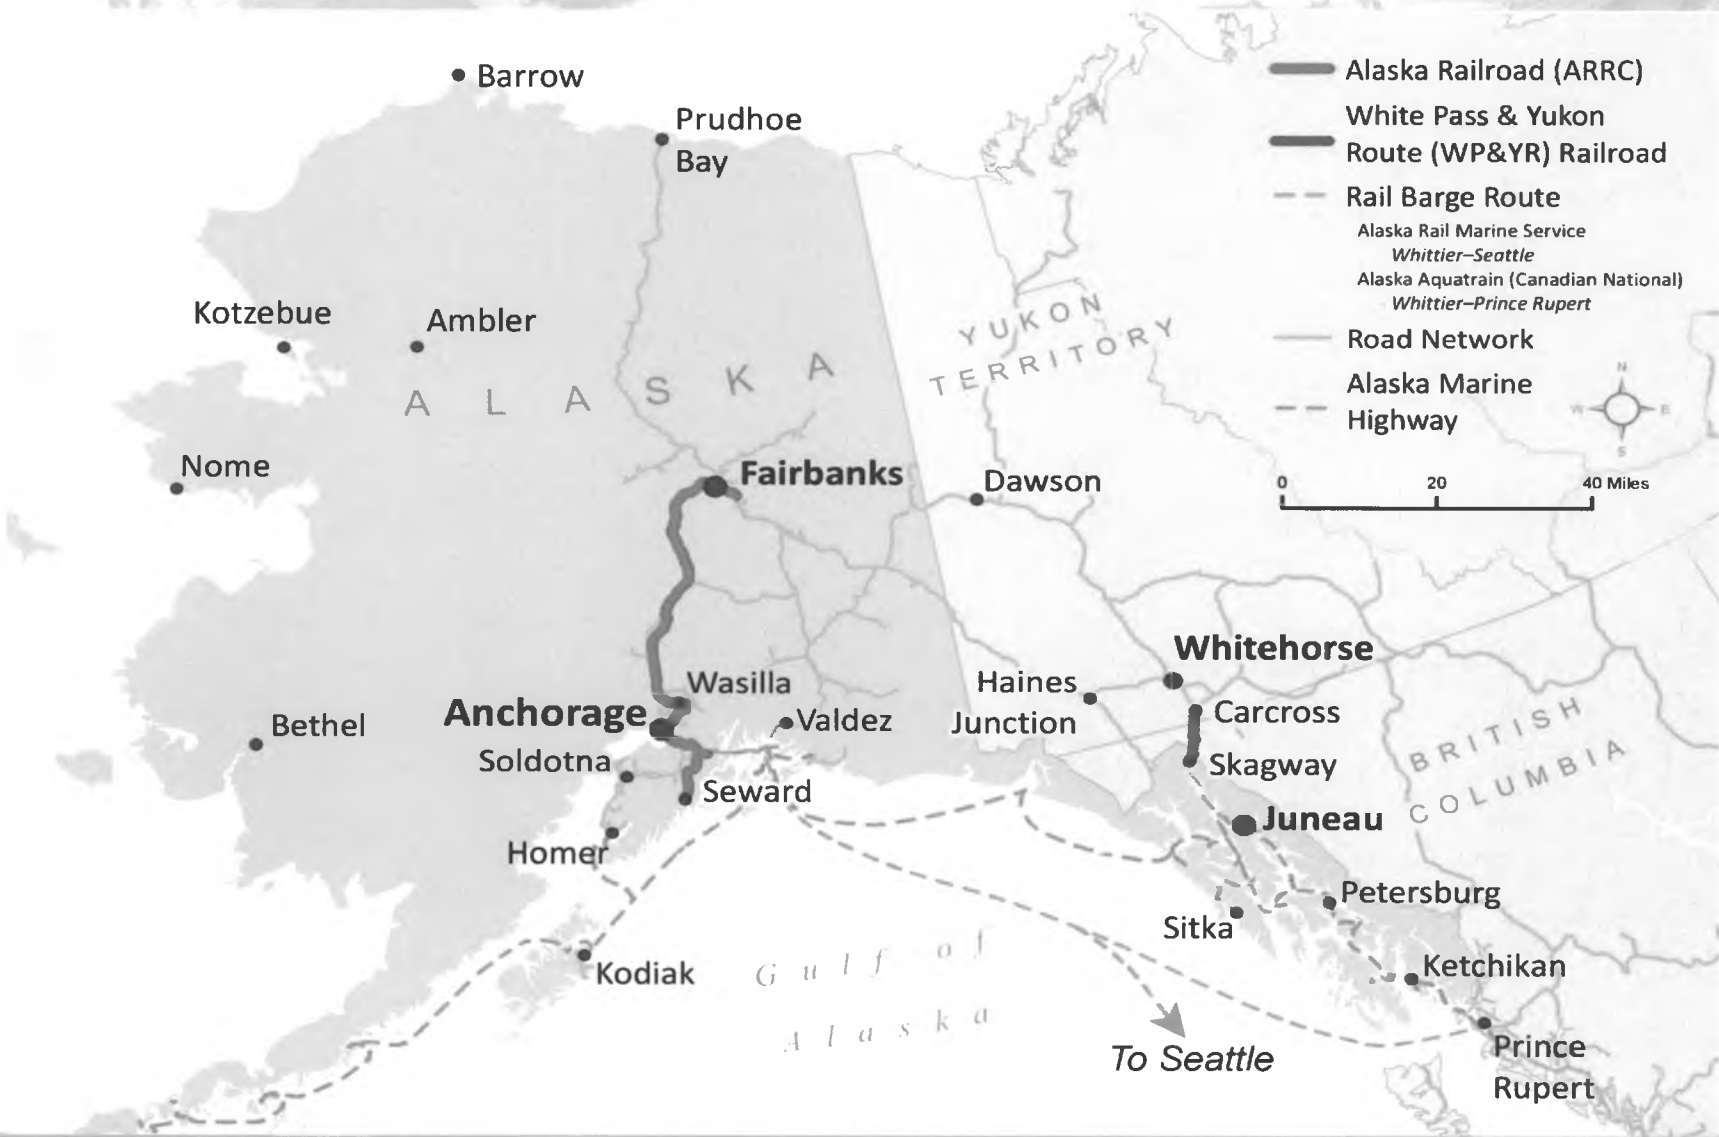 Barrow
Prudhoe
Bay
Kotzebue
Ambler
A L A S K A
Nome
Fairbanks
YUKON
TERRITORY
Dawson
Whitehorse
Haines
Junction
Carcross
Skagway
Wasilla
Anchorage
Valdez
Bethel
Soldotna
Seward
Homer
Juneau
BRITISH
COLUMBIA
Petersburg
Sitka
Ketchikan
Kodiak
Gulf of
Alaska
To Seattle
Prince
Rupert
Alaska Railroad (ARRC)
White Pass & Yukon
Route (WP&YR) Railroad
Rail Barge Route
Alaska Rail Marine Service
Whittier–Seattle
Alaska Aquatrain (Canadian National)
Whittier–Prince Rupert
Road Network
Alaska Marine
Highway
N
W E
S
0 20 40 Miles